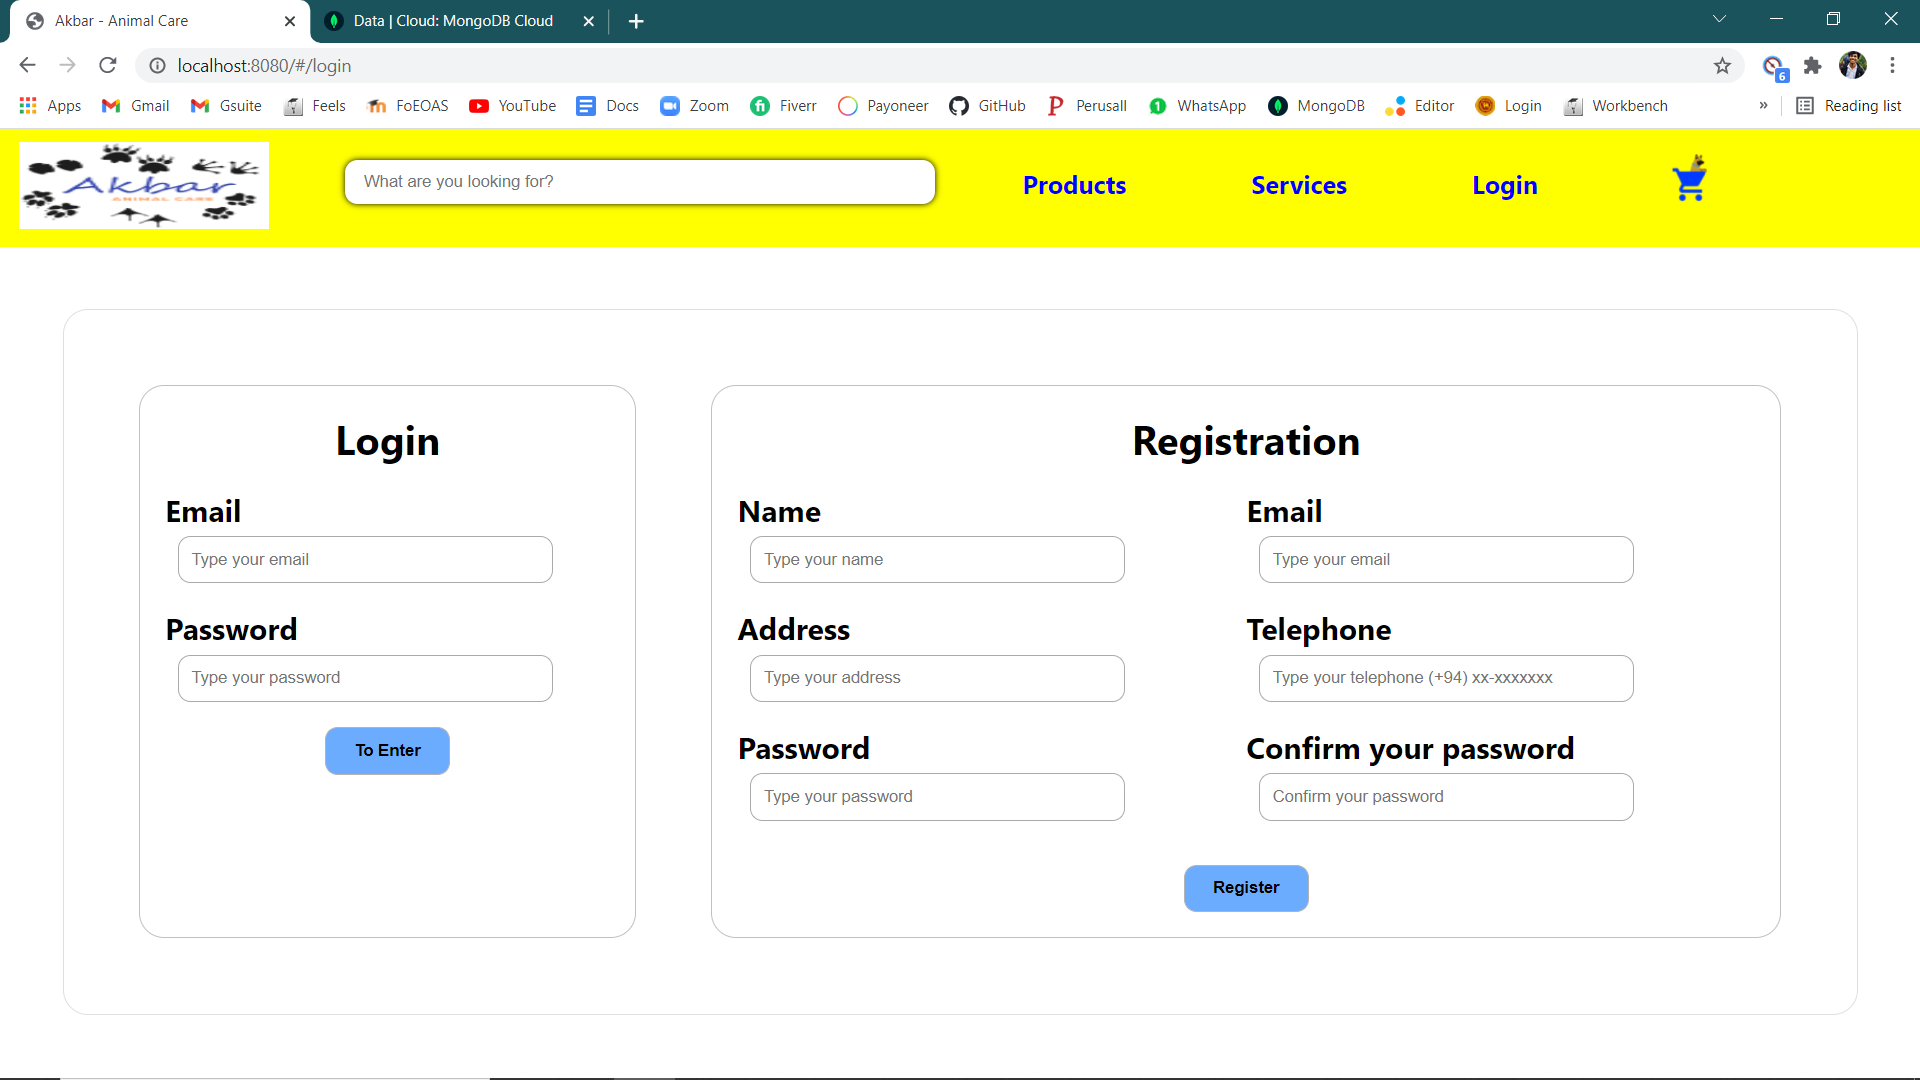 Akbar - Animal Care
Data | Cloud: MongoDB Cloud
localhost:8080/#/login
6
Apps
Gmail
Gsuite
Feels
FoEOAS
YouTube
Docs
Zoom
Fiverr
Payoneer
GitHub
Perusall
WhatsApp
MongoDB
Editor
Login
Workbench
»
Reading list
Akbar
ANIMAL CARE
What are you looking for?
Products
Services
Login
Login
Email
Type your email
Password
Type your password
To Enter
Registration
Name
Email
Type your name
Type your email
Address
Telephone
Type your address
Type your telephone (+94) xx-xxxxxxx
Password
Confirm your password
Type your password
Confirm your password
Register